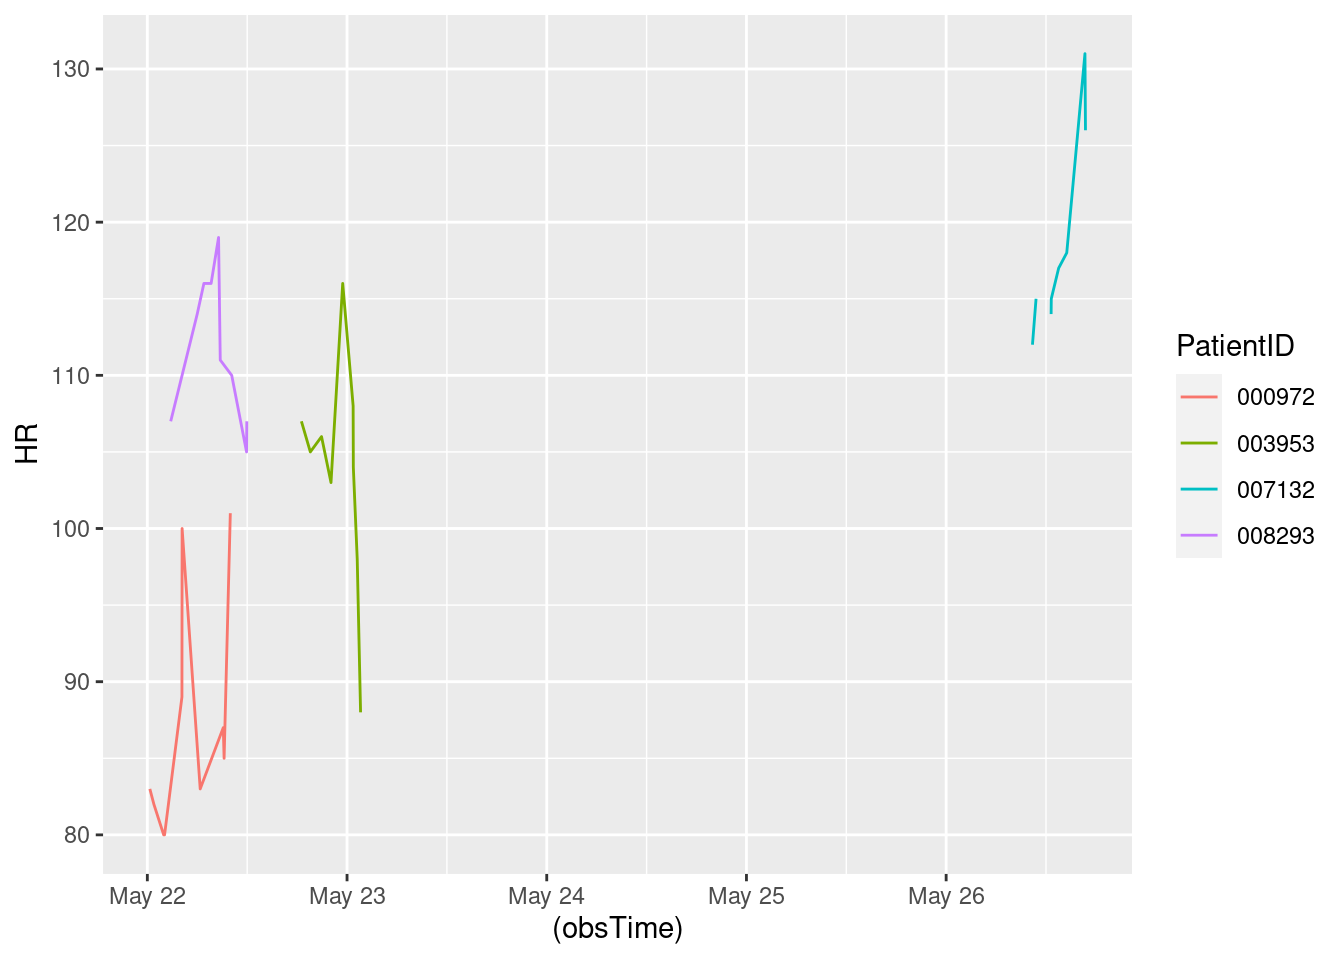 130
120
110
100
90
80
HR
May 22
May 23
May 24
May 25
May 26
(obsTime)
PatientID
000972
003953
007132
008293